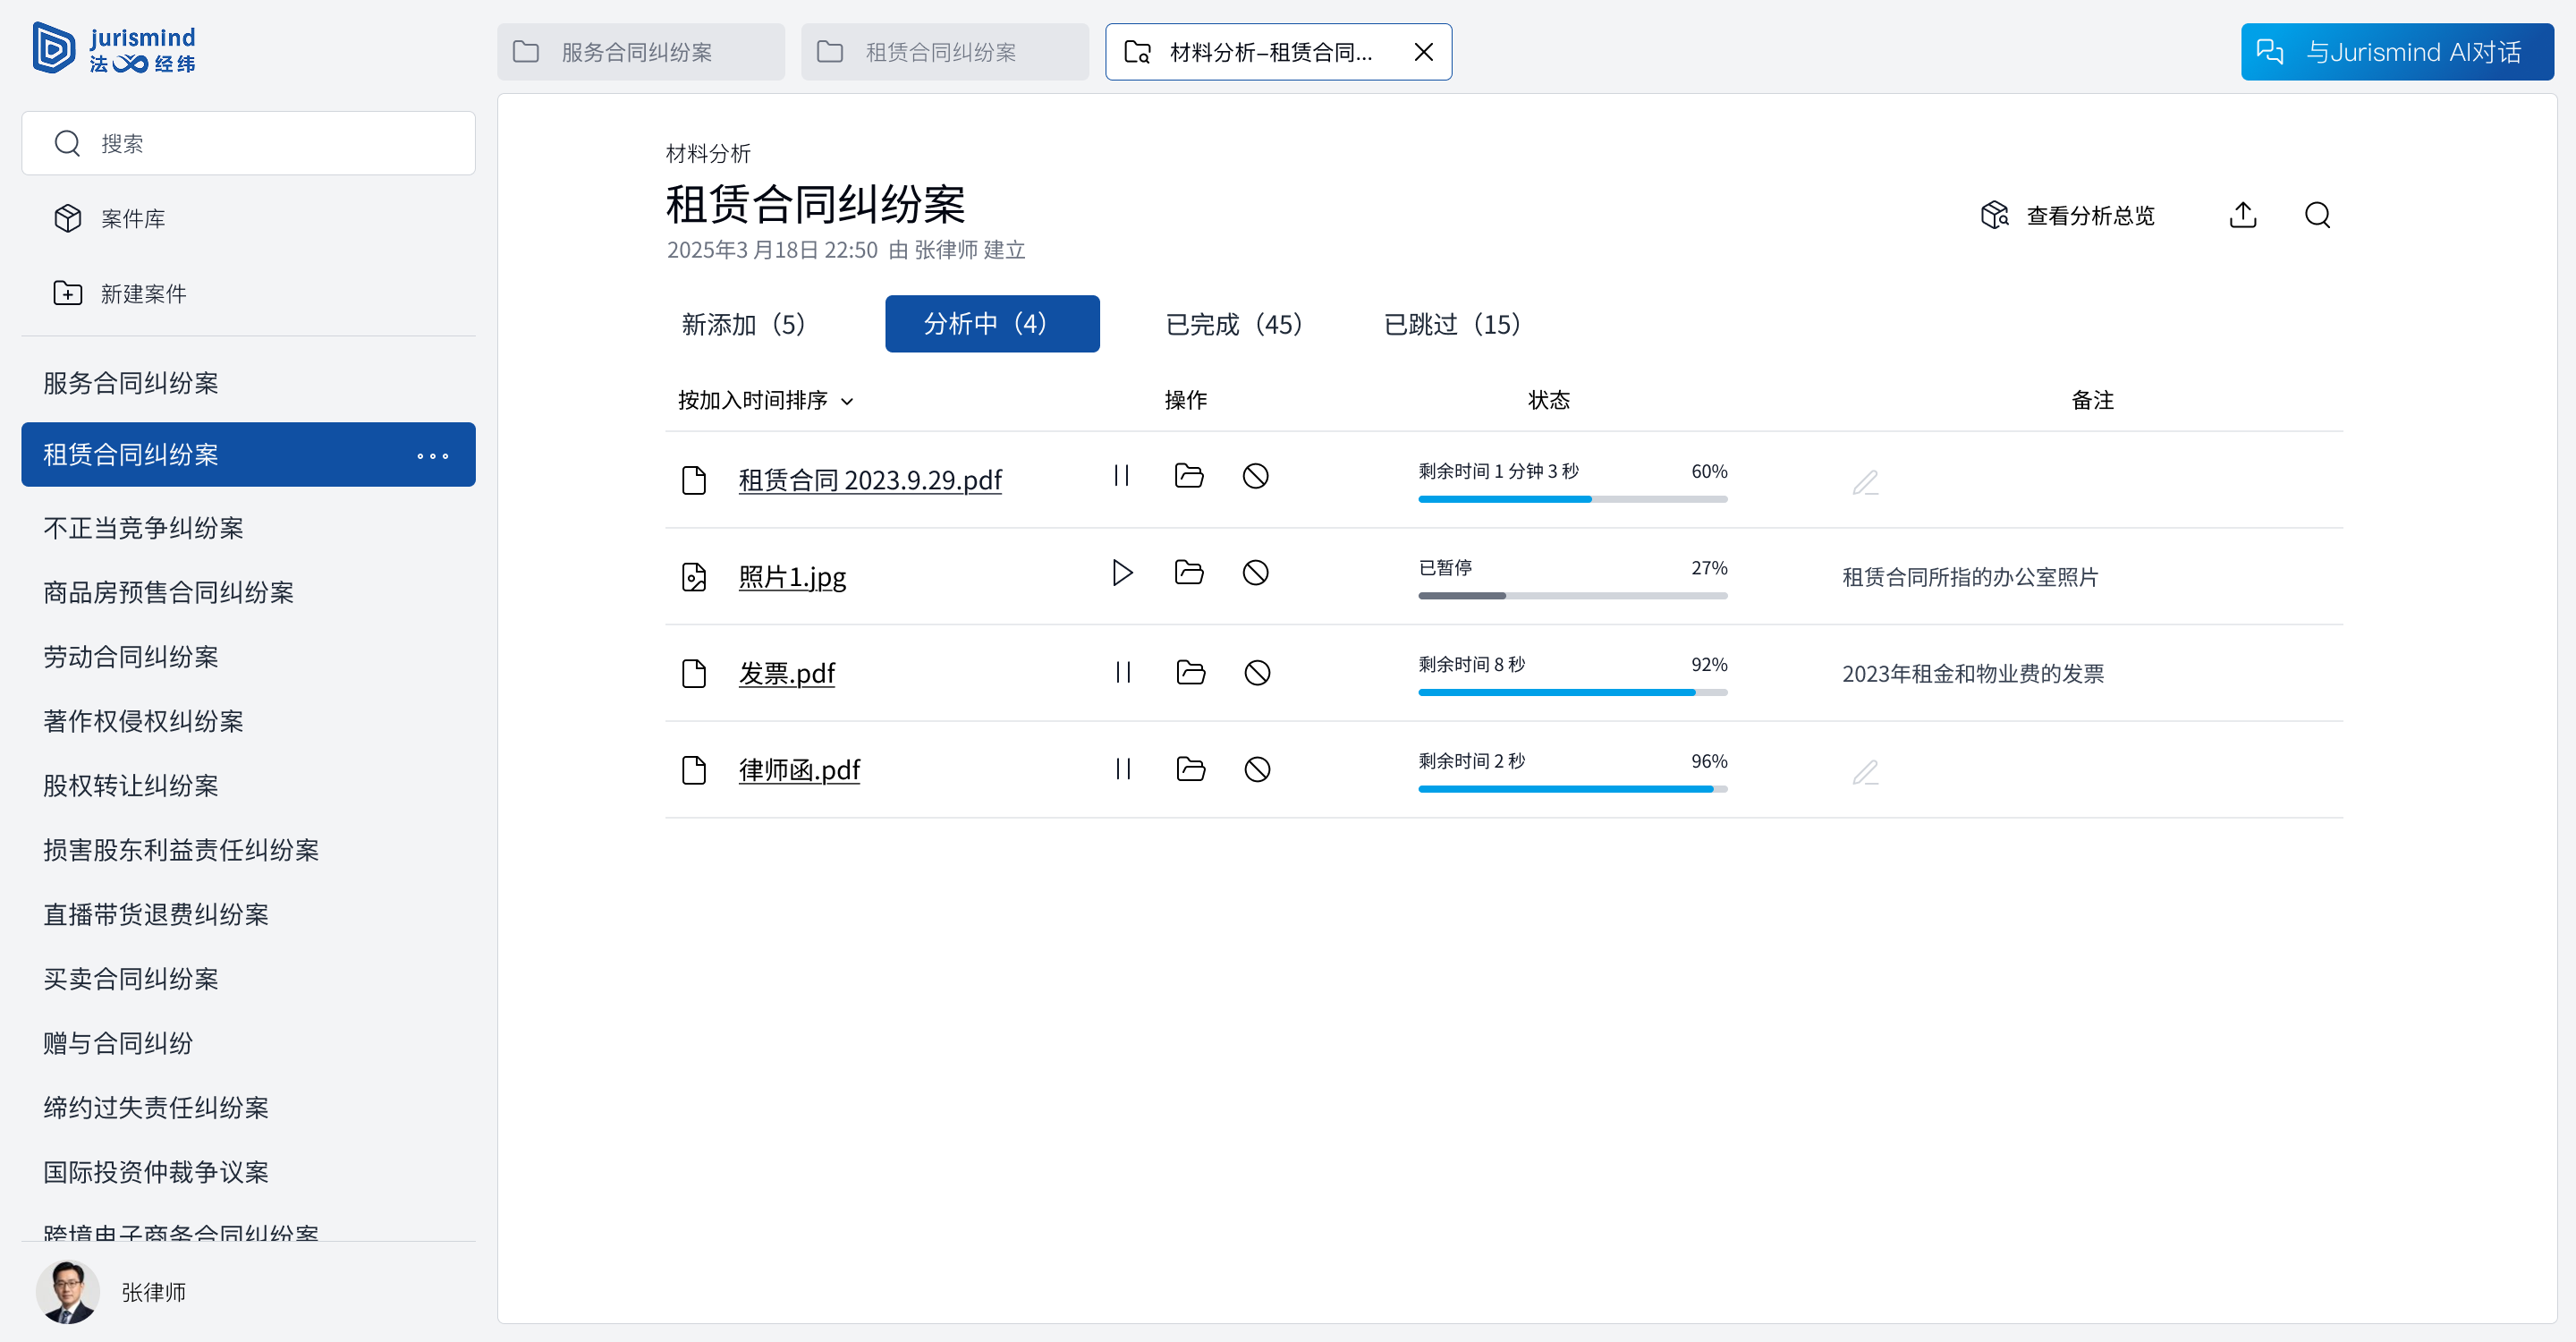 jurismind
法 经纬
搜索
案件库
新建案件
服务合同纠纷案
租赁合同纠纷案
不正当竞争纠纷案
商品房预售合同纠纷案
劳动合同纠纷案
著作权侵权纠纷案
股权转让纠纷案
损害股东利益责任纠纷案
直播带货退费纠纷案
买卖合同纠纷案
赠与合同纠纷
缔约过失责任纠纷案
国际投资仲裁争议案
跨境电子商务合同纠纷案
张律师
服务合同纠纷案
租赁合同纠纷案
材料分析–租赁合同...
与Jurismind AI对话
材料分析
租赁合同纠纷案
2025年3 月18日 22:50 由 张律师 建立
查看分析总览
新添加（5）
分析中（4）
已完成（45）
已跳过（15）
按加入时间排序 操作 状态 备注
租赁合同 2023.9.29.pdf 剩余时间 1 分钟 3 秒 60%
照片1.jpg 已暂停 27% 租赁合同所指的办公室照片
发票.pdf 剩余时间 8 秒 92% 2023年租金和物业费的发票
律师函.pdf 剩余时间 2 秒 96%